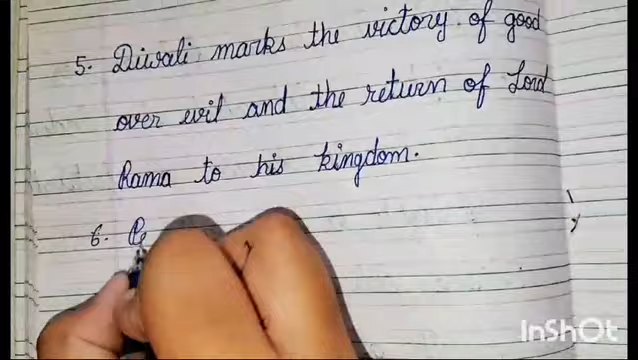 5. Diwali marks the victory of good
over evil and the return of Lord
Rama to his kingdom.
6.
InShOt